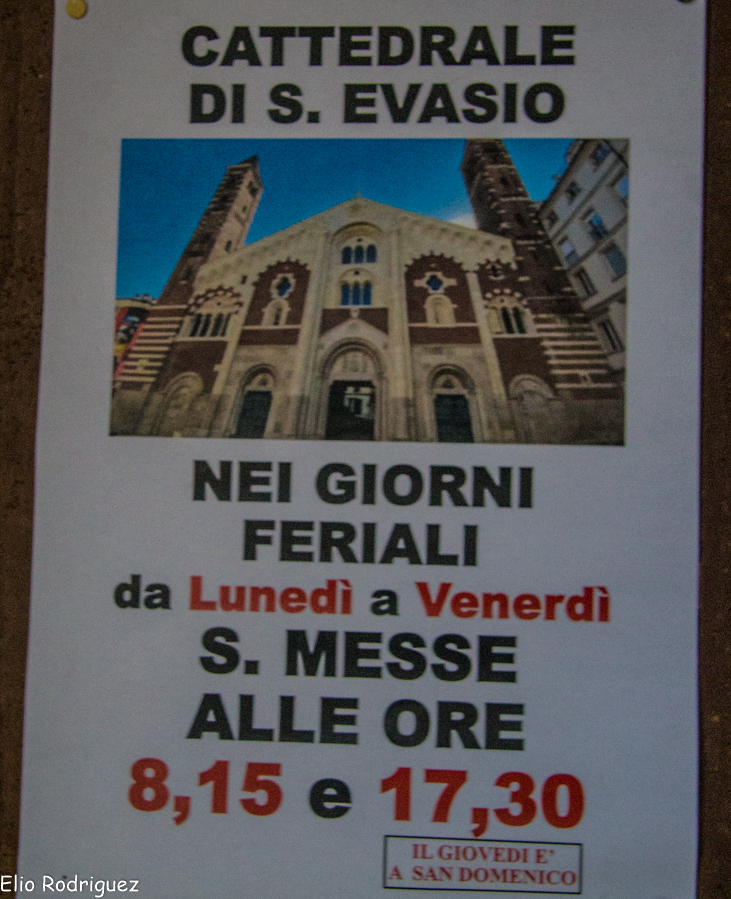 CATTEDRALE
DI S. EVASIO
NEI GIORNI
FERIALI
da Lunedì a Venerdì
S. MESSE
ALLE ORE
8,15 e 17,30
IL GIOVEDI E'
A SAN DOMENICO
Elio Rodriguez